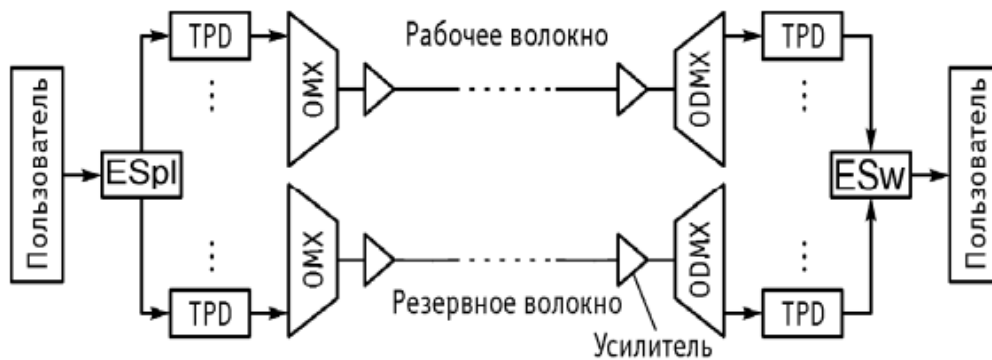 TPD
OMX
Рабочее волокно
ODMX
TPD
Пользователь
ESpl
ESw
Пользователь
TPD
OMX
Резервное волокно
Усилитель
ODMX
TPD